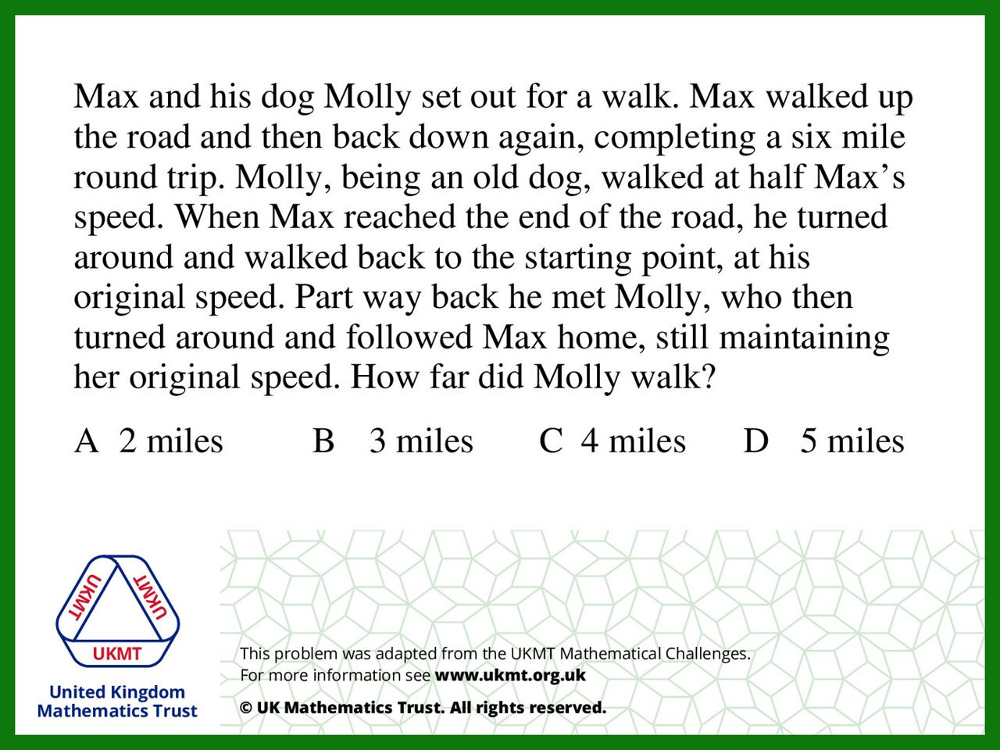 Max and his dog Molly set out for a walk. Max walked up
the road and then back down again, completing a six mile
round trip. Molly, being an old dog, walked at half Max’s
speed. When Max reached the end of the road, he turned
around and walked back to the starting point, at his
original speed. Part way back he met Molly, who then
turned around and followed Max home, still maintaining
her original speed. How far did Molly walk?
A 2 miles B 3 miles C 4 miles D 5 miles
UKMT
UKMT
UKMT
United Kingdom
Mathematics Trust
This problem was adapted from the UKMT Mathematical Challenges.
For more information see www.ukmt.org.uk
© UK Mathematics Trust. All rights reserved.